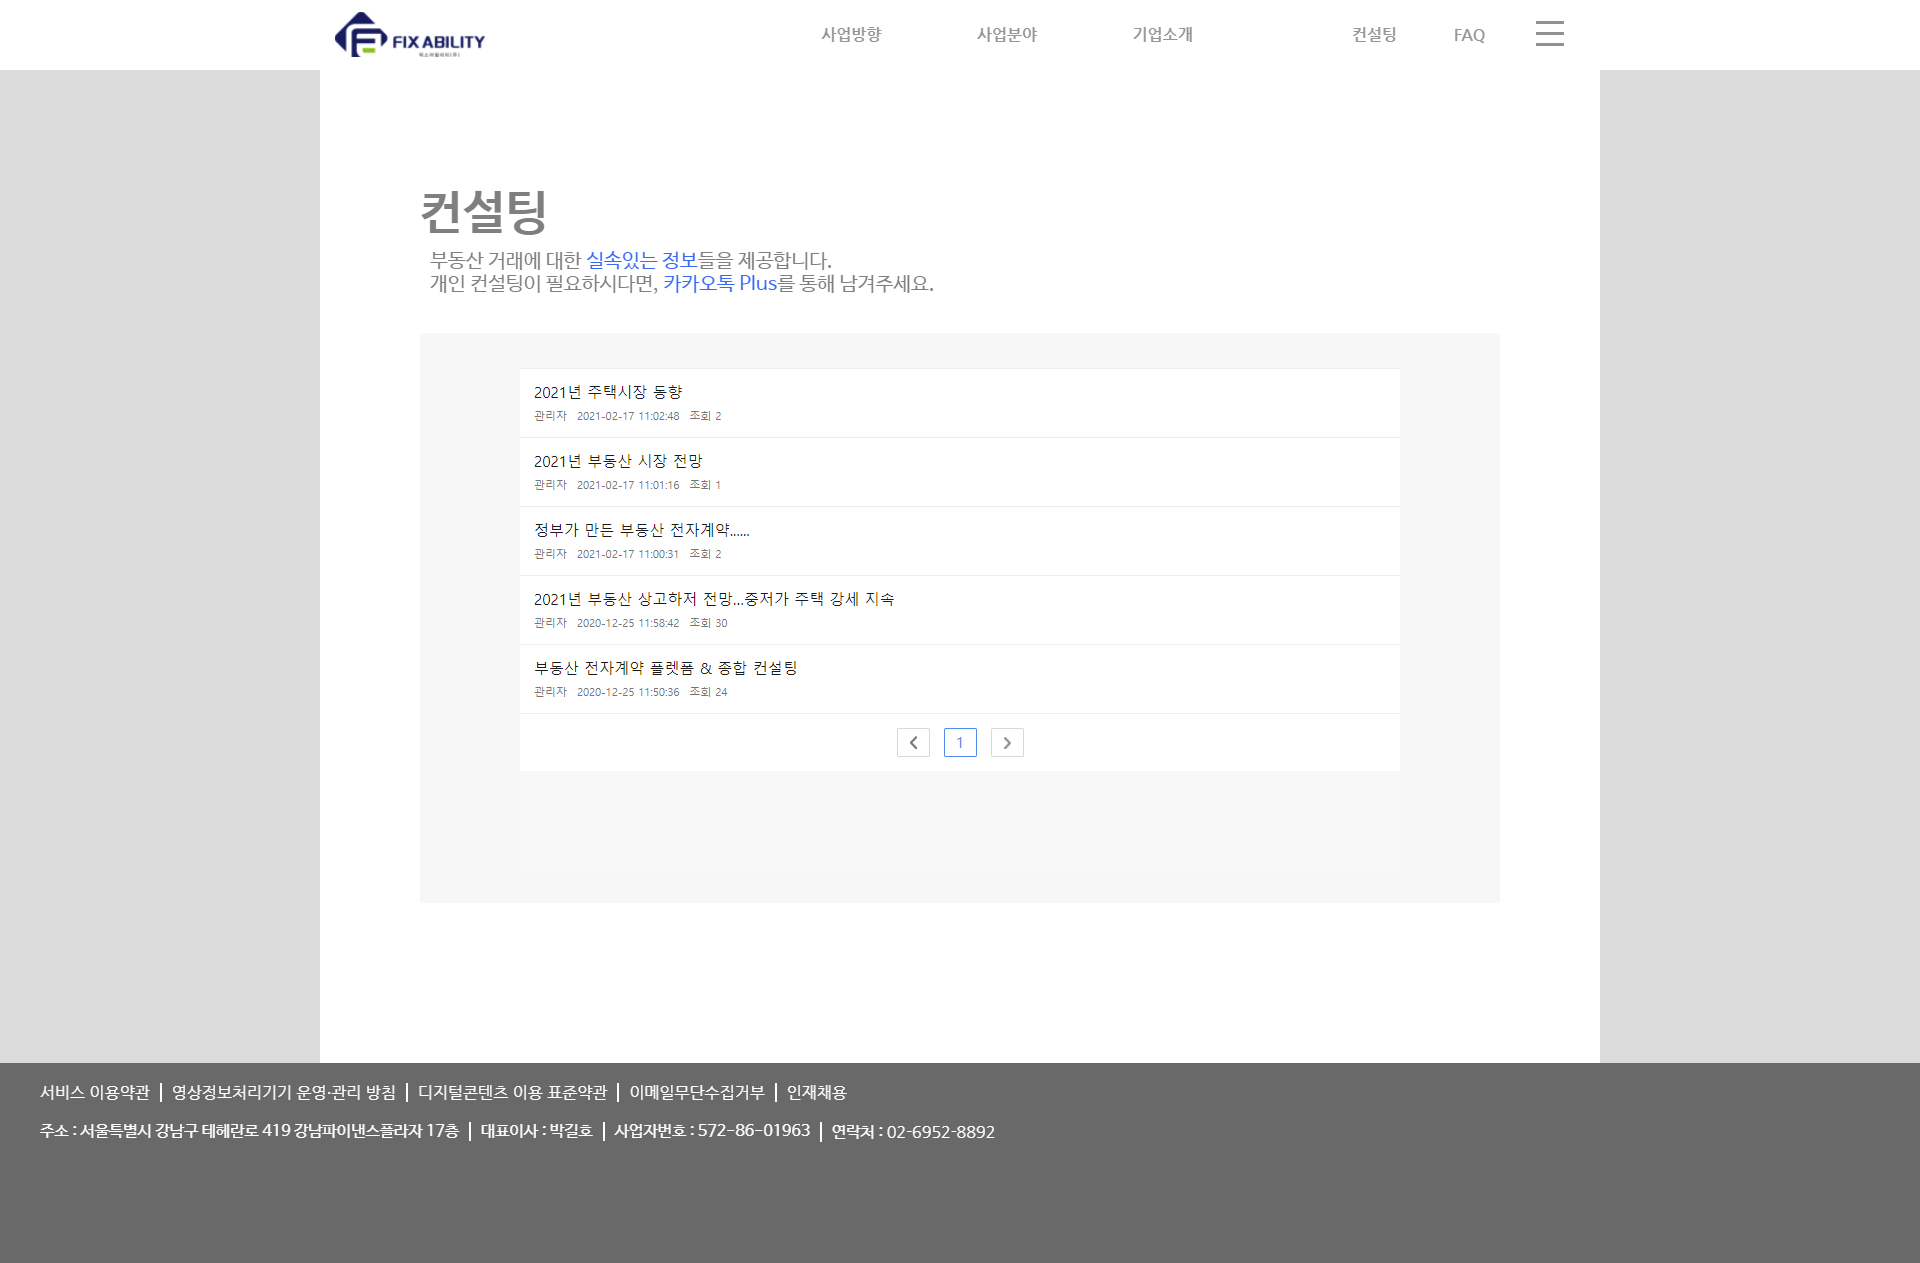 FIXABILITY
픽스어빌리티(주)
사업방향 사업분야 기업소개 컨설팅 FAQ
컨설팅
부동산 거래에 대한 실속있는 정보들을 제공합니다.
개인 컨설팅이 필요하시다면, 카카오톡 Plus를 통해 남겨주세요.
2021년 주택시장 동향
관리자 2021-02-17 11:02:48 조회 2
2021년 부동산 시장 전망
관리자 2021-02-17 11:01:16 조회 1
정부가 만든 부동산 전자계약......
관리자 2021-02-17 11:00:31 조회 2
2021년 부동산 상고하저 전망...중저가 주택 강세 지속
관리자 2020-12-25 11:58:42 조회 30
부동산 전자계약 플렛폼 & 종합 컨설팅
관리자 2020-12-25 11:50:36 조회 24
1
서비스 이용약관 | 영상정보처리기기 운영·관리 방침 | 디지털콘텐츠 이용 표준약관 | 이메일무단수집거부 | 인재채용
주소 : 서울특별시 강남구 테헤란로 419 강남파이낸스플라자 17층 | 대표이사 : 박길호 | 사업자번호 : 572-86-01963 | 연락처 : 02-6952-8892